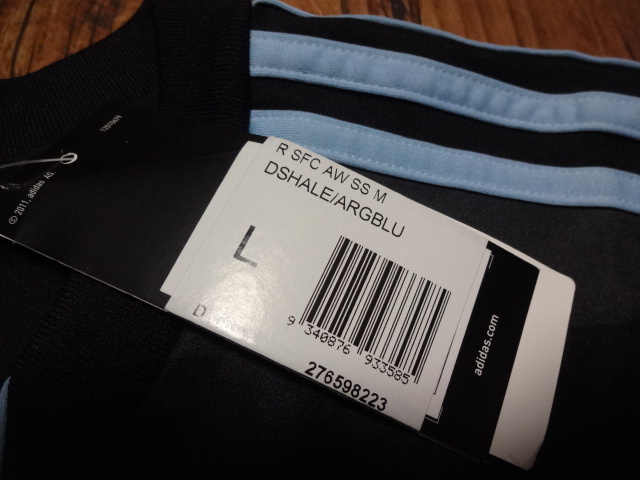 © 2011. adidas AG.
R SFC AW SS M
DSHALE/ARGBLU
L
9 340876 933585
276598223
adidas.com